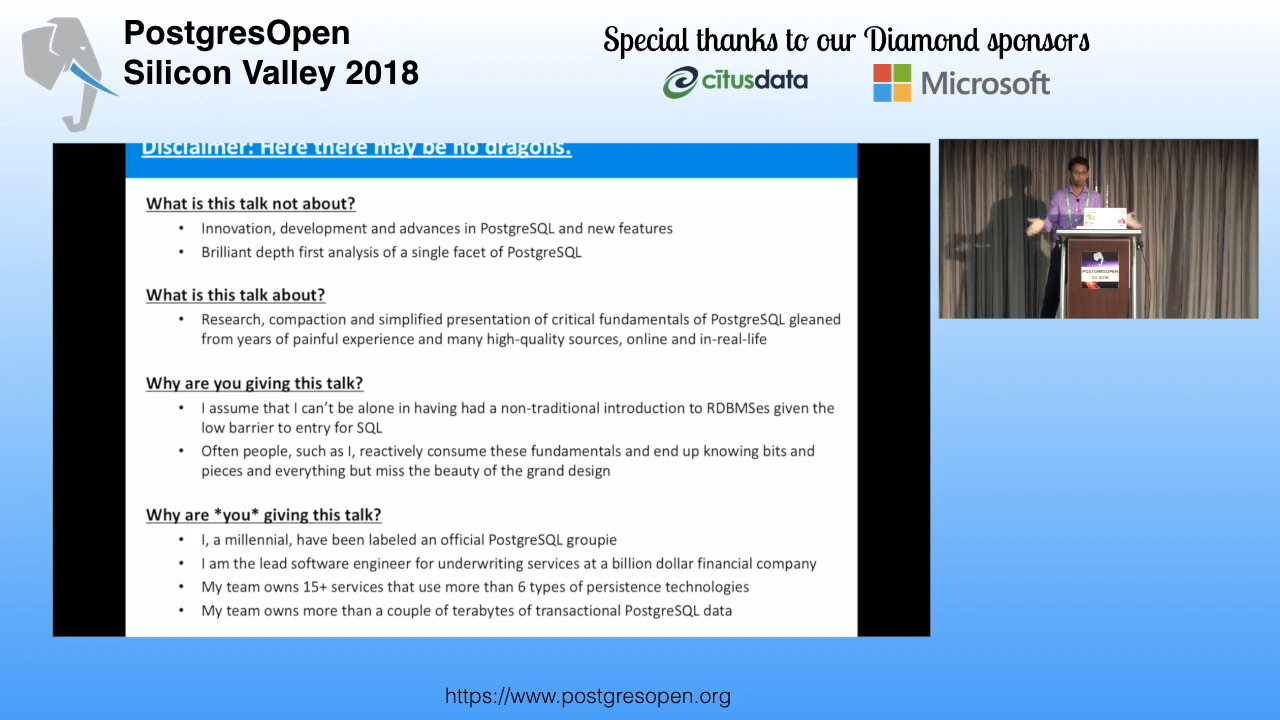 PostgresOpen
Silicon Valley 2018
Special thanks to our Diamond sponsors
citusdata
Microsoft
Disclaimer: Here there may be no dragons.
What is this talk not about?
• Innovation, development and advances in PostgreSQL and new features
• Brilliant depth first analysis of a single facet of PostgreSQL
What is this talk about?
• Research, compaction and simplified presentation of critical fundamentals of PostgreSQL gleaned
from years of painful experience and many high-quality sources, online and in-real-life
Why are you giving this talk?
• I assume that I can't be alone in having had a non-traditional introduction to RDBMSes given the
low barrier to entry for SQL
• Often people, such as I, reactively consume these fundamentals and end up knowing bits and
pieces and everything but miss the beauty of the grand design
Why are *you* giving this talk?
• I, a millennial, have been labeled an official PostgreSQL groupie
• I am the lead software engineer for underwriting services at a billion dollar financial company
• My team owns 15+ services that use more than 6 types of persistence technologies
• My team owns more than a couple of terabytes of transactional PostgreSQL data
POSTGRESOPEN
SV 2018
https://www.postgresopen.org